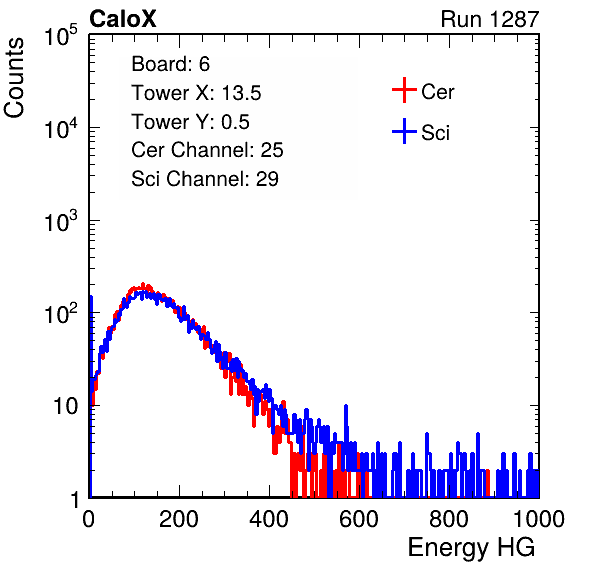 CaloX Run 1287
Counts
10^5
10^4
10^3
10^2
10
1
Board: 6
Tower X: 13.5
Tower Y: 0.5
Cer Channel: 25
Sci Channel: 29
Cer
Sci
0 200 400 600 800 1000
Energy HG